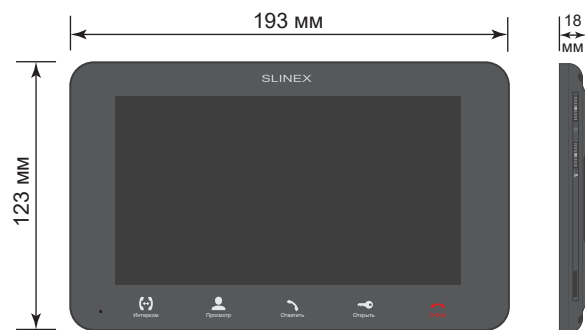 193 мм
18
мм
SLINEX
123 мм
Интерком Просмотр Ответить Открыть